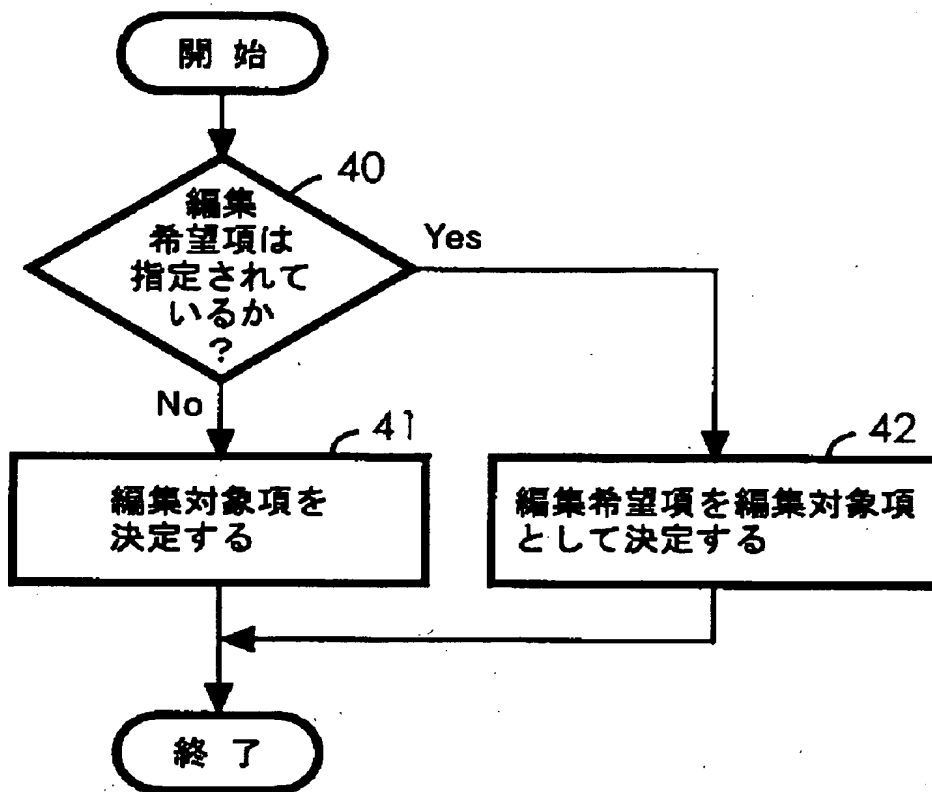 開始
40
編集
希望項は
指定されて
いるか
?
Yes
No
41
編集対象項を
決定する
42
編集希望項を編集対象項
として決定する
終了